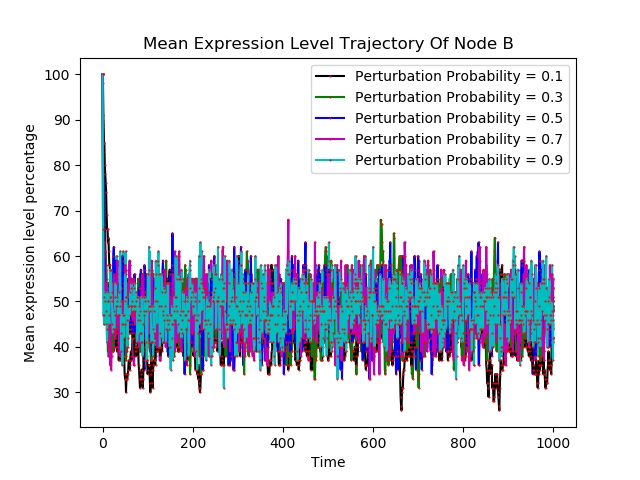 Mean Expression Level Trajectory Of Node B
Perturbation Probability = 0.1
Perturbation Probability = 0.3
Perturbation Probability = 0.5
Perturbation Probability = 0.7
Perturbation Probability = 0.9
Mean expression level percentage
100
90
80
70
60
50
40
30
0
200
400
600
800
1000
Time